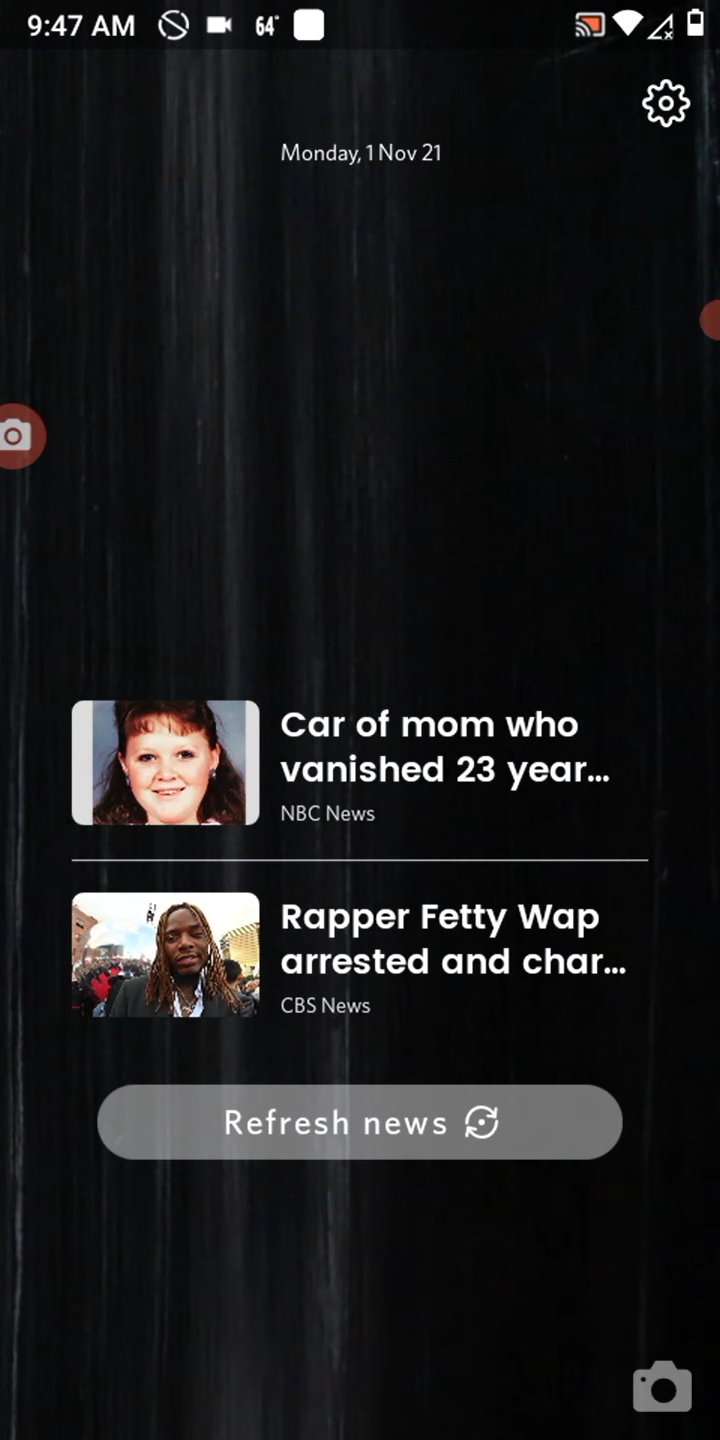 9:47 AM 64°
Monday, 1 Nov 21
Car of mom who
vanished 23 year...
NBC News
Rapper Fetty Wap
arrested and char...
CBS News
Refresh news